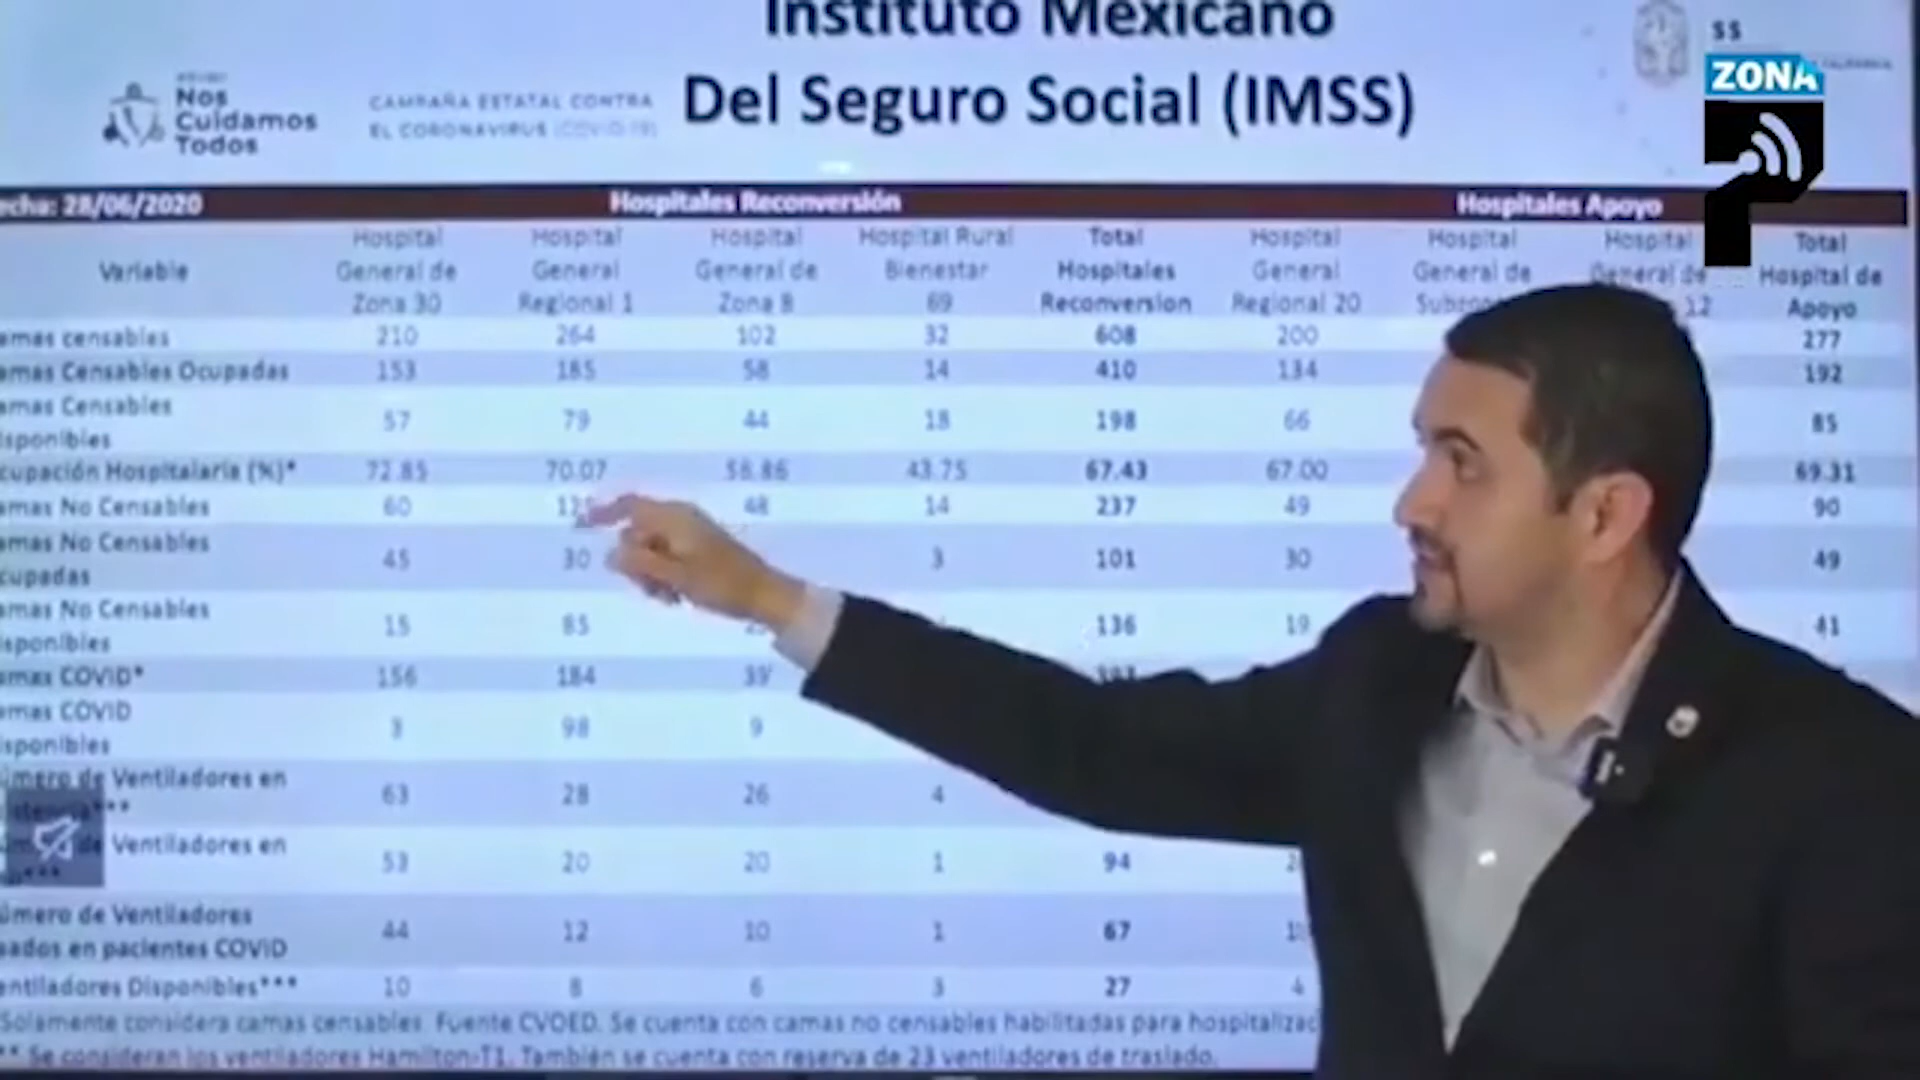 Instituto Mexicano
Del Seguro Social (IMSS)
Nos
Cuidamos
Todos
CAMPAÑA ESTATAL CONTRA
EL CORONAVIRUS (COVID-19)
SS
ZONA
echa: 28/06/2020 Hospitales Reconversión Hospitales Apoyo
Variable
Hospital General de Zona 30
Hospital General Regional 1
Hospital General de Zona 8
Hospital Rural Bienestar 69
Total Hospitales Reconversion
Hospital General Regional 20
Hospital General de
Hospital General de 12
Total Hospital de Apoyo
amas censables 210 264 102 32 608 200 277
amas Censables Ocupadas 153 185 58 14 410 134 192
amas Censables
isponibles 57 79 44 18 198 66 85
cupación Hospitalaria (%)* 72.85 70.07 56.86 43.75 67.43 67.00 69.31
amas No Censables 60 48 14 237 49 90
amas No Censables
cupadas 45 30 3 101 30 49
amas No Censables
isponibles 15 85 136 19 41
amas COVID* 156 184 39
amas COVID
isponibles 3 98 9
úmero de Ventiladores en
*** 63 28 26 4
de Ventiladores en
*** 53 20 20 1 94
úmero de Ventiladores
sados en pacientes COVID 44 12 10 1 67
entiladores Disponibles*** 10 8 6 3 27 4
Solamente considera camas censables. Fuente CVOED. Se cuenta con camas no censables habilitadas para hospitalizac
** Se consideran los ventiladores Hamilton-T1. También se cuenta con reserva de 23 ventiladores de traslado.